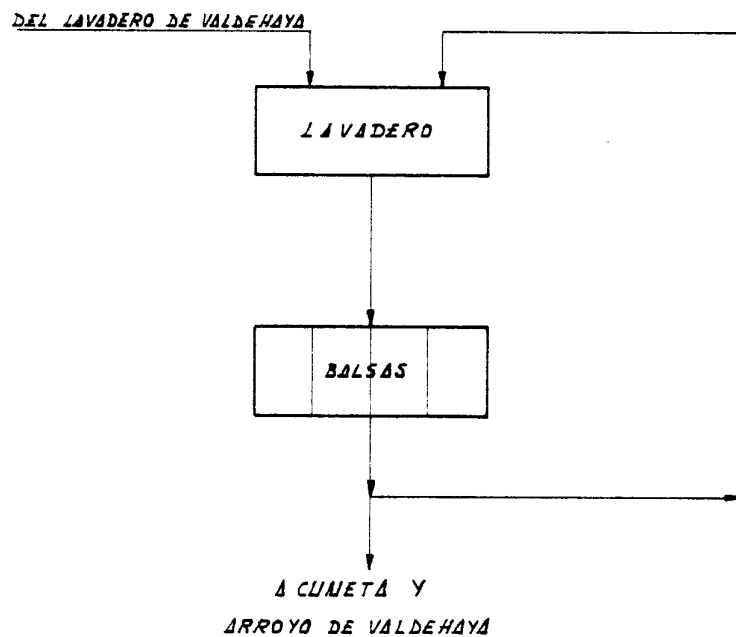 DEL LAVADERO DE VALDEHAYA
LAVADERO
BALSAS
A CUNETA Y
ARROYO DE VALDEHAYA